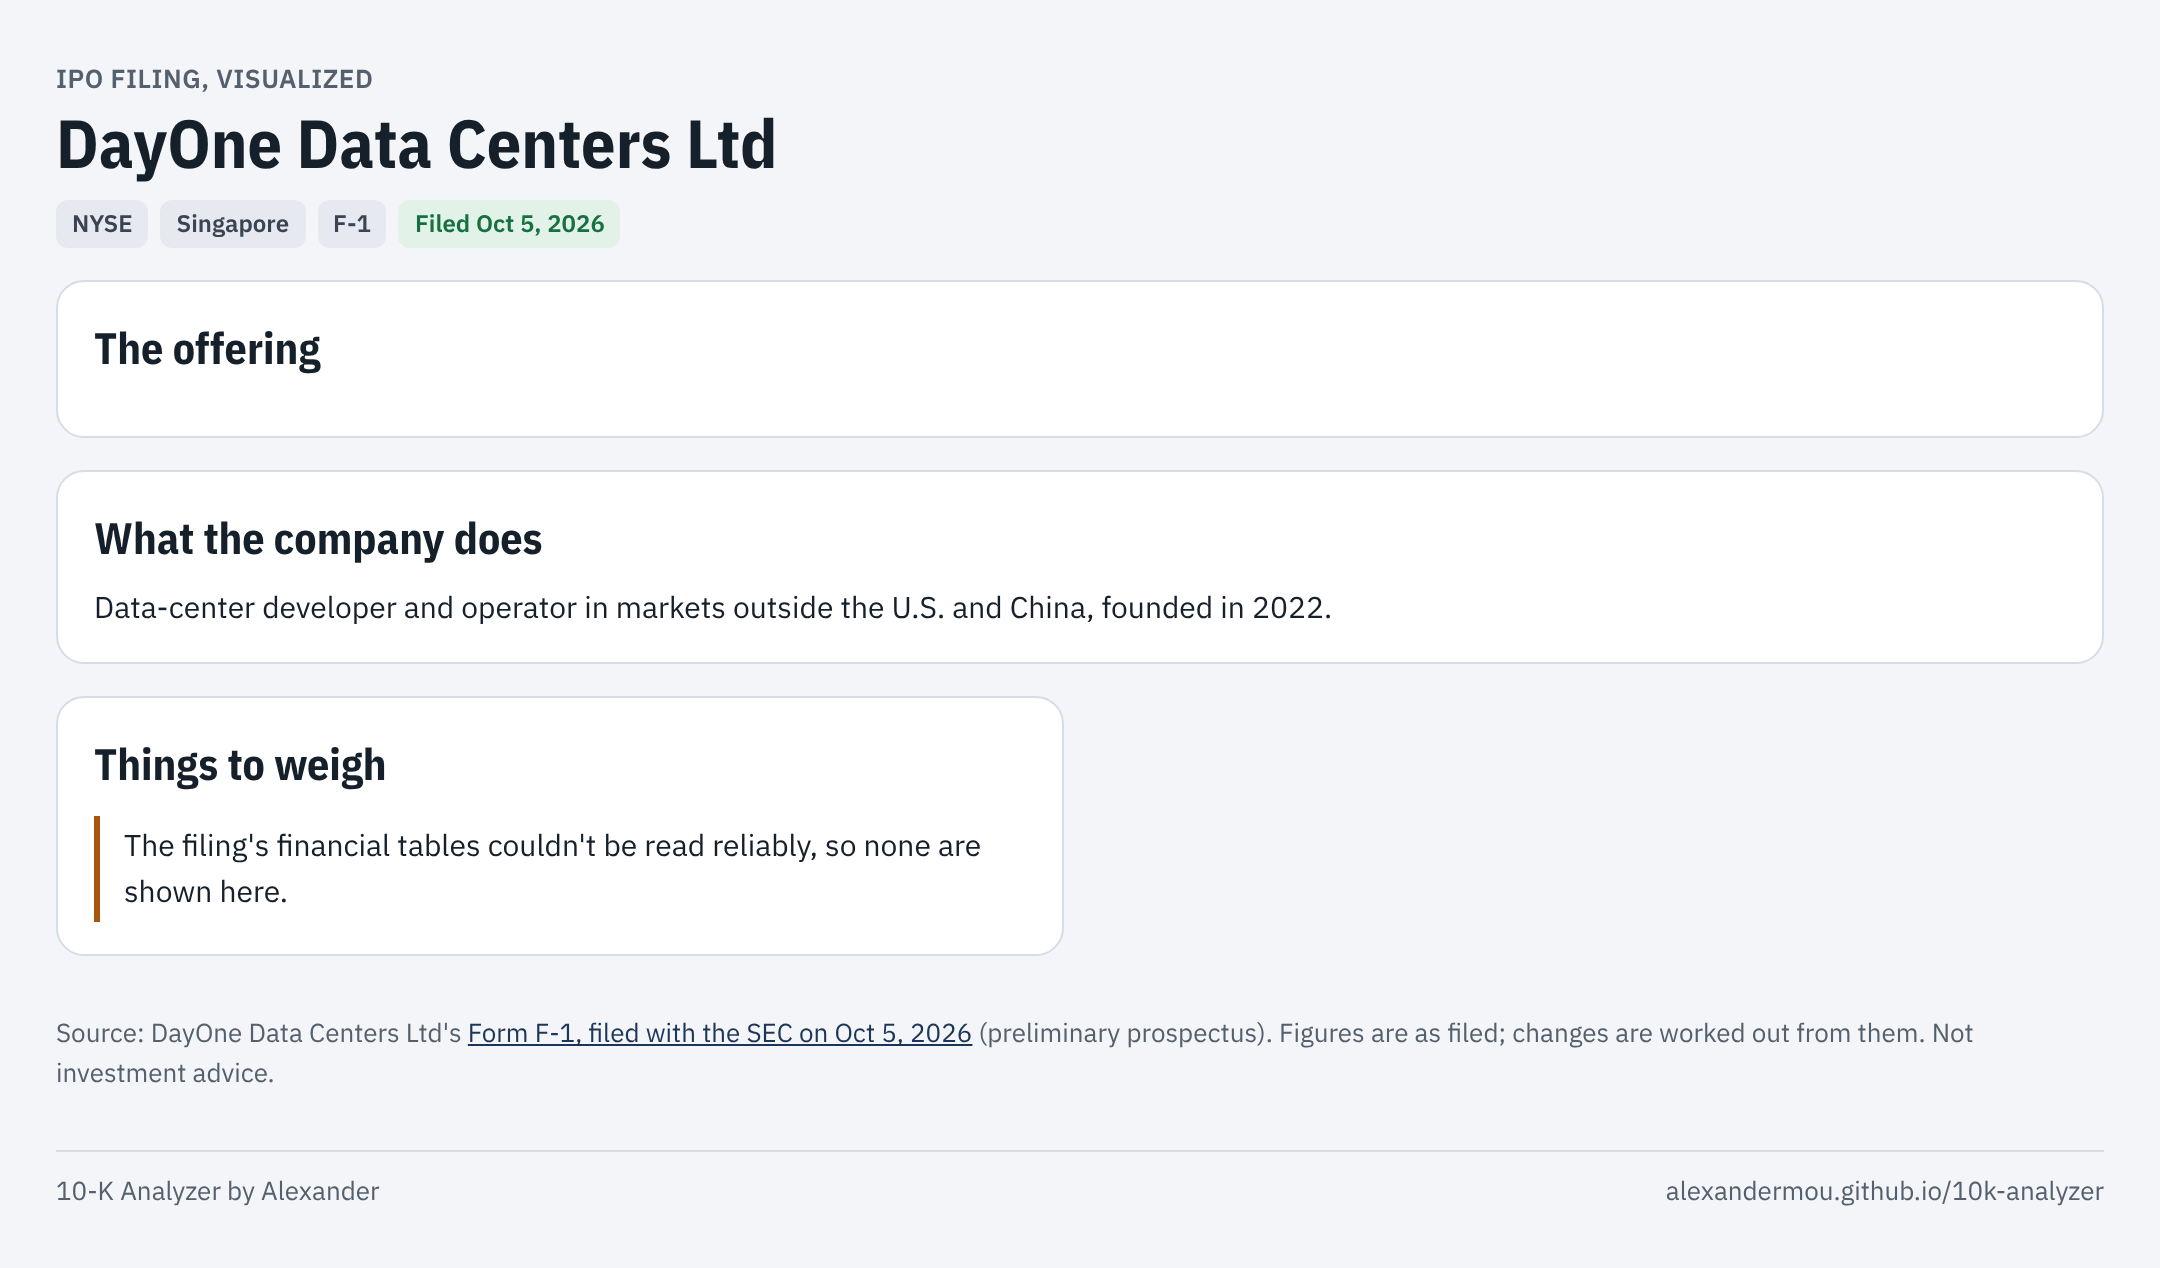 IPO FILING, VISUALIZED
DayOne Data Centers Ltd
NYSE Singapore F-1 Filed Oct 5, 2026
The offering
What the company does
Data-center developer and operator in markets outside the U.S. and China, founded in 2022.
Things to weigh
The filing's financial tables couldn't be read reliably, so none are
shown here.
Source: DayOne Data Centers Ltd's Form F-1, filed with the SEC on Oct 5, 2026 (preliminary prospectus). Figures are as filed; changes are worked out from them. Not
investment advice.
10-K Analyzer by Alexander
alexandermou.github.io/10k-analyzer